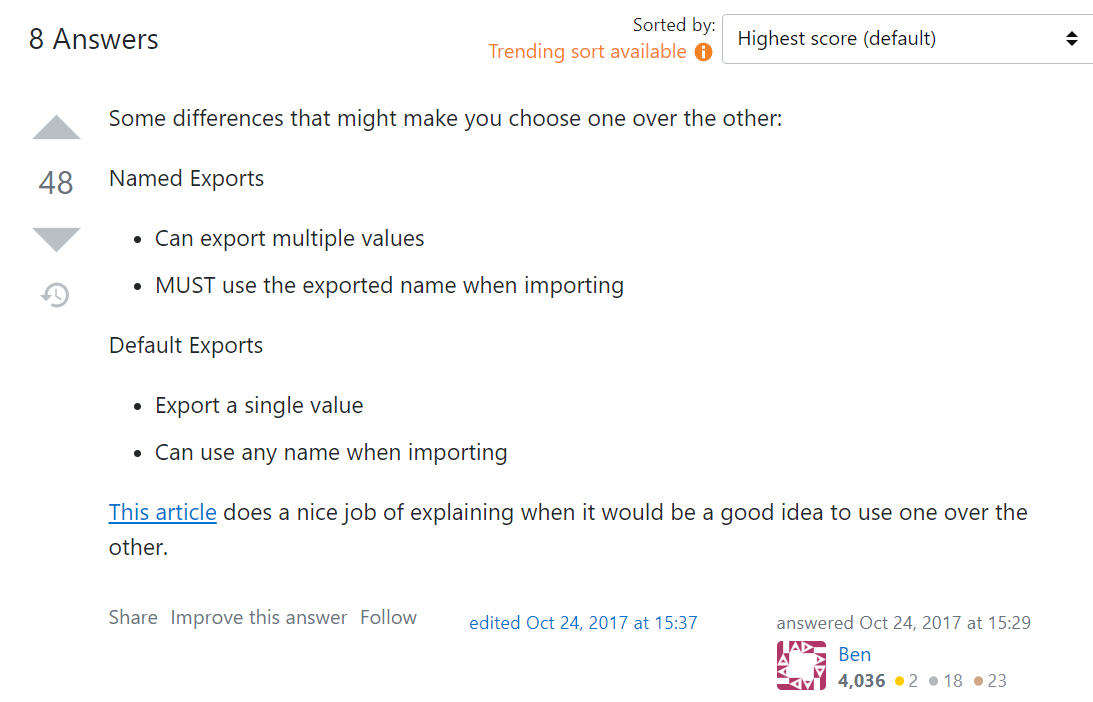 8 Answers
Sorted by:
Trending sort available
Highest score (default)
Some differences that might make you choose one over the other:
48
Named Exports
Can export multiple values
MUST use the exported name when importing
Default Exports
Export a single value
Can use any name when importing
This article does a nice job of explaining when it would be a good idea to use one over the
other.
Share Improve this answer Follow
edited Oct 24, 2017 at 15:37
answered Oct 24, 2017 at 15:29
Ben
4,036 2 18 23